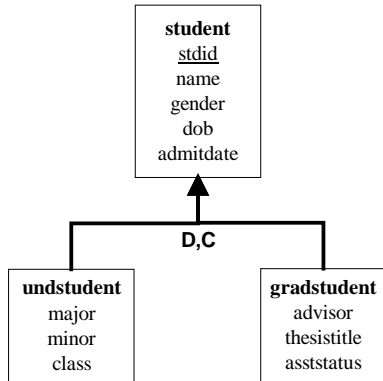 student
stdid
name
gender
dob
admitdate
D,C
undstudent
major
minor
class
gradstudent
advisor
thesistitle
asststatus